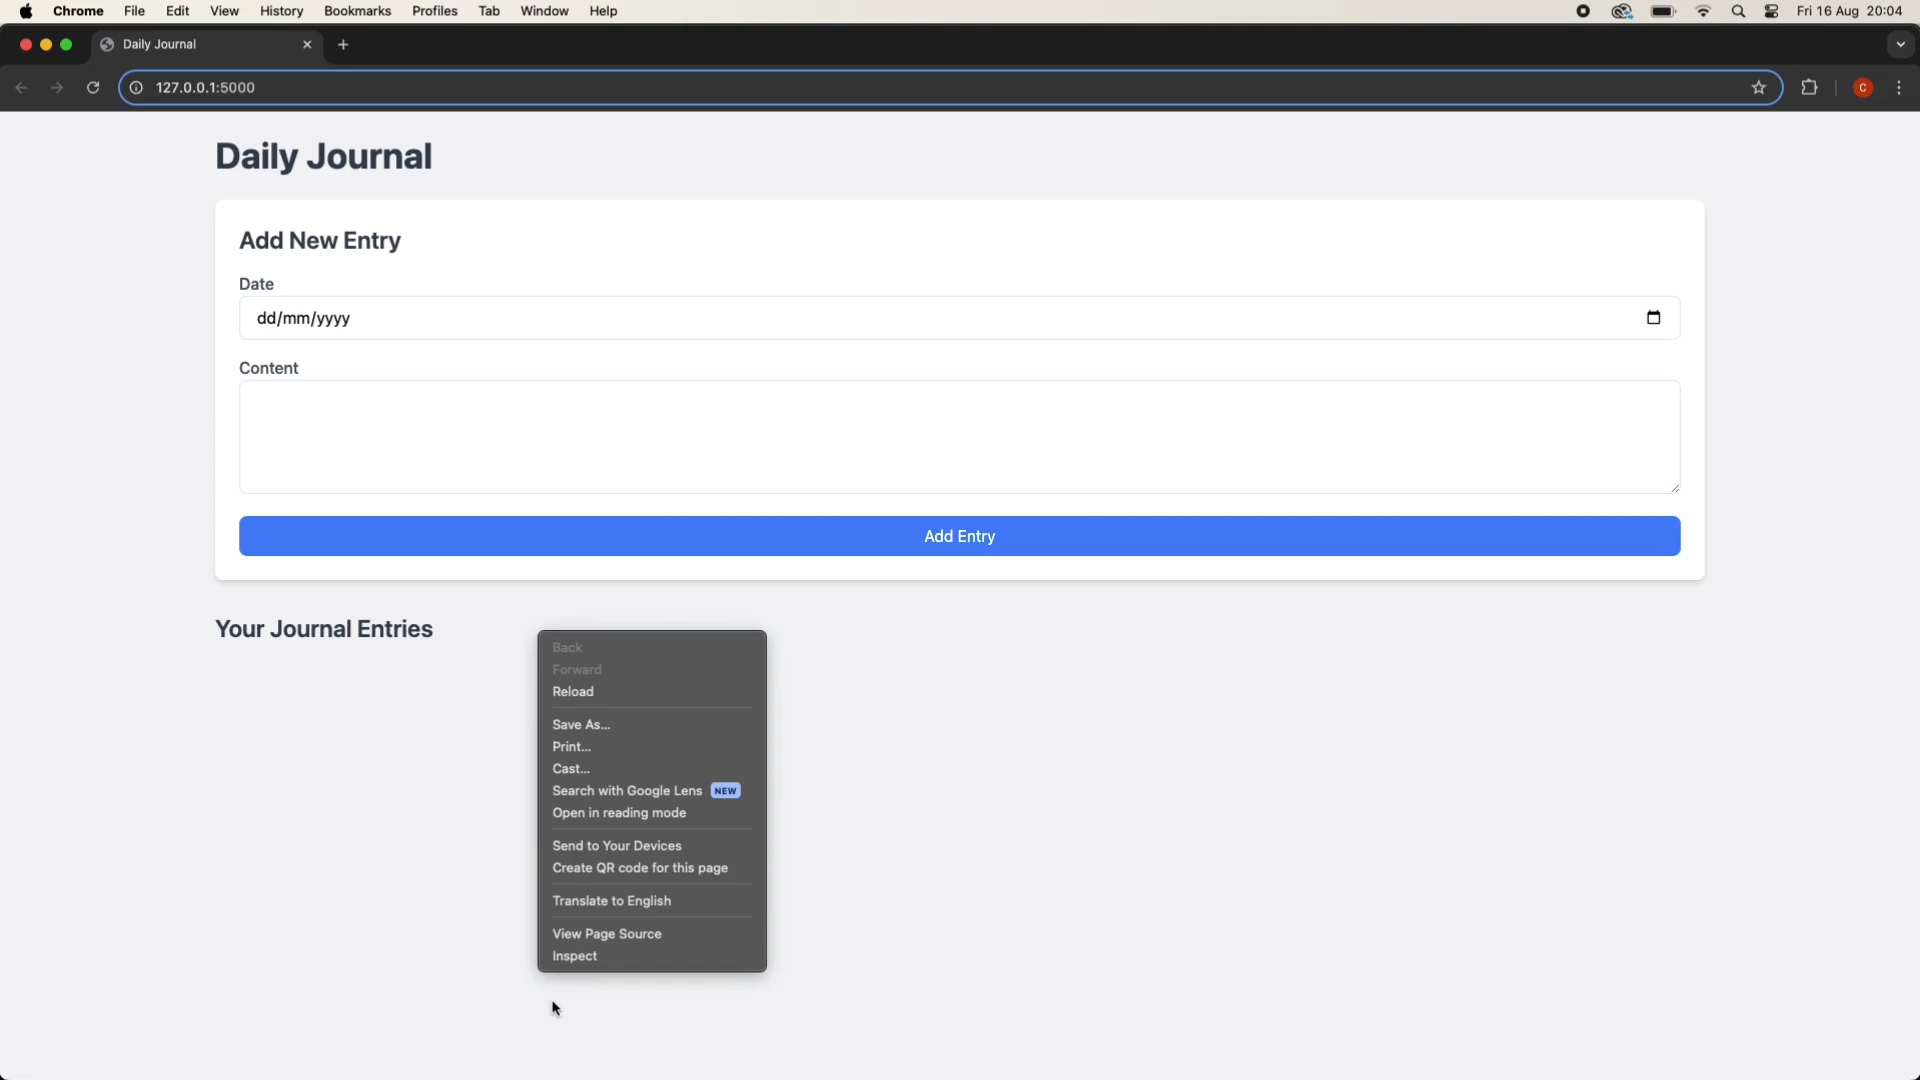 Chrome File Edit View History Bookmarks Profiles Tab Window Help Fri 16 Aug 20:04
Daily Journal
127.0.0.1:5000 C
Daily Journal
Add New Entry
Date
dd/mm/yyyy
Content
Add Entry
Your Journal Entries
Back
Forward
Reload
Save As...
Print...
Cast...
Search with Google Lens NEW
Open in reading mode
Send to Your Devices
Create QR code for this page
Translate to English
View Page Source
Inspect